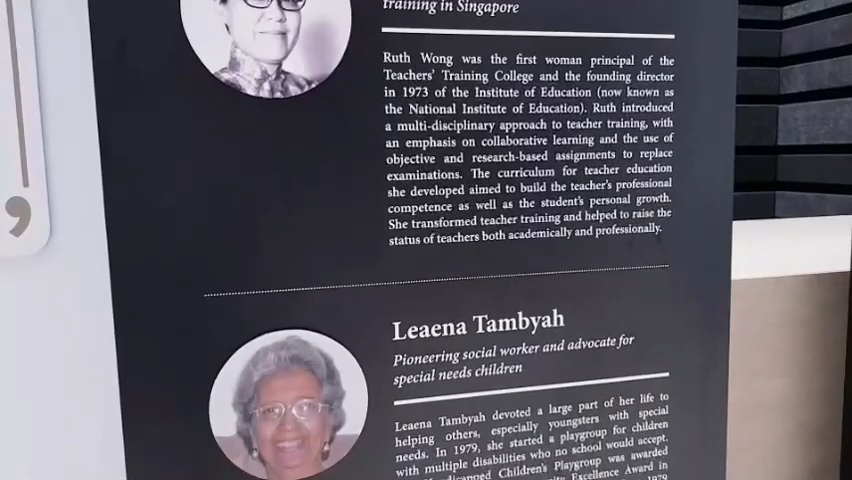 training in Singapore
Ruth Wong was the first woman principal of the
Teachers' Training College and the founding director
in 1973 of the Institute of Education (now known as
the National Institute of Education). Ruth introduced
a multi-disciplinary approach to teacher training, with
an emphasis on collaborative learning and the use of
objective and research-based assignments to replace
examinations. The curriculum for teacher education
she developed aimed to build the teacher's professional
competence as well as the student's personal growth.
She transformed teacher training and helped to raise the
status of teachers both academically and professionally.
Leaena Tambyah
Pioneering social worker and advocate for
special needs children
Leaena Tambyah devoted a large part of her life to
helping others, especially youngsters with special
needs. In 1979, she started a playgroup for children
with multiple disabilities who no school would accept.
Children's Playgroup was awarded
Excellence Award in
1979